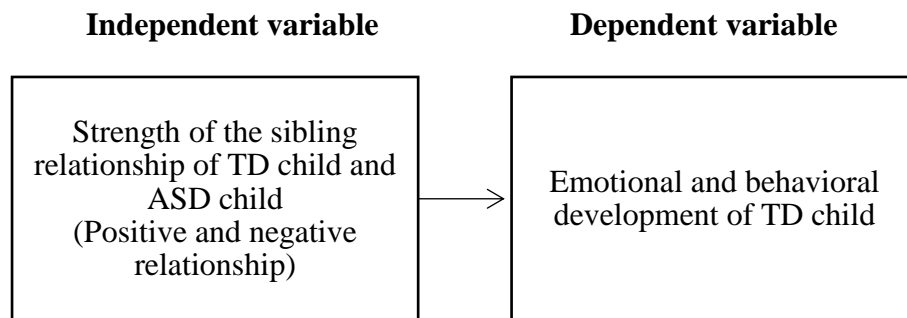 Independent variable
Dependent variable
Strength of the sibling
relationship of TD child and
ASD child
(Positive and negative
relationship)
Emotional and behavioral
development of TD child